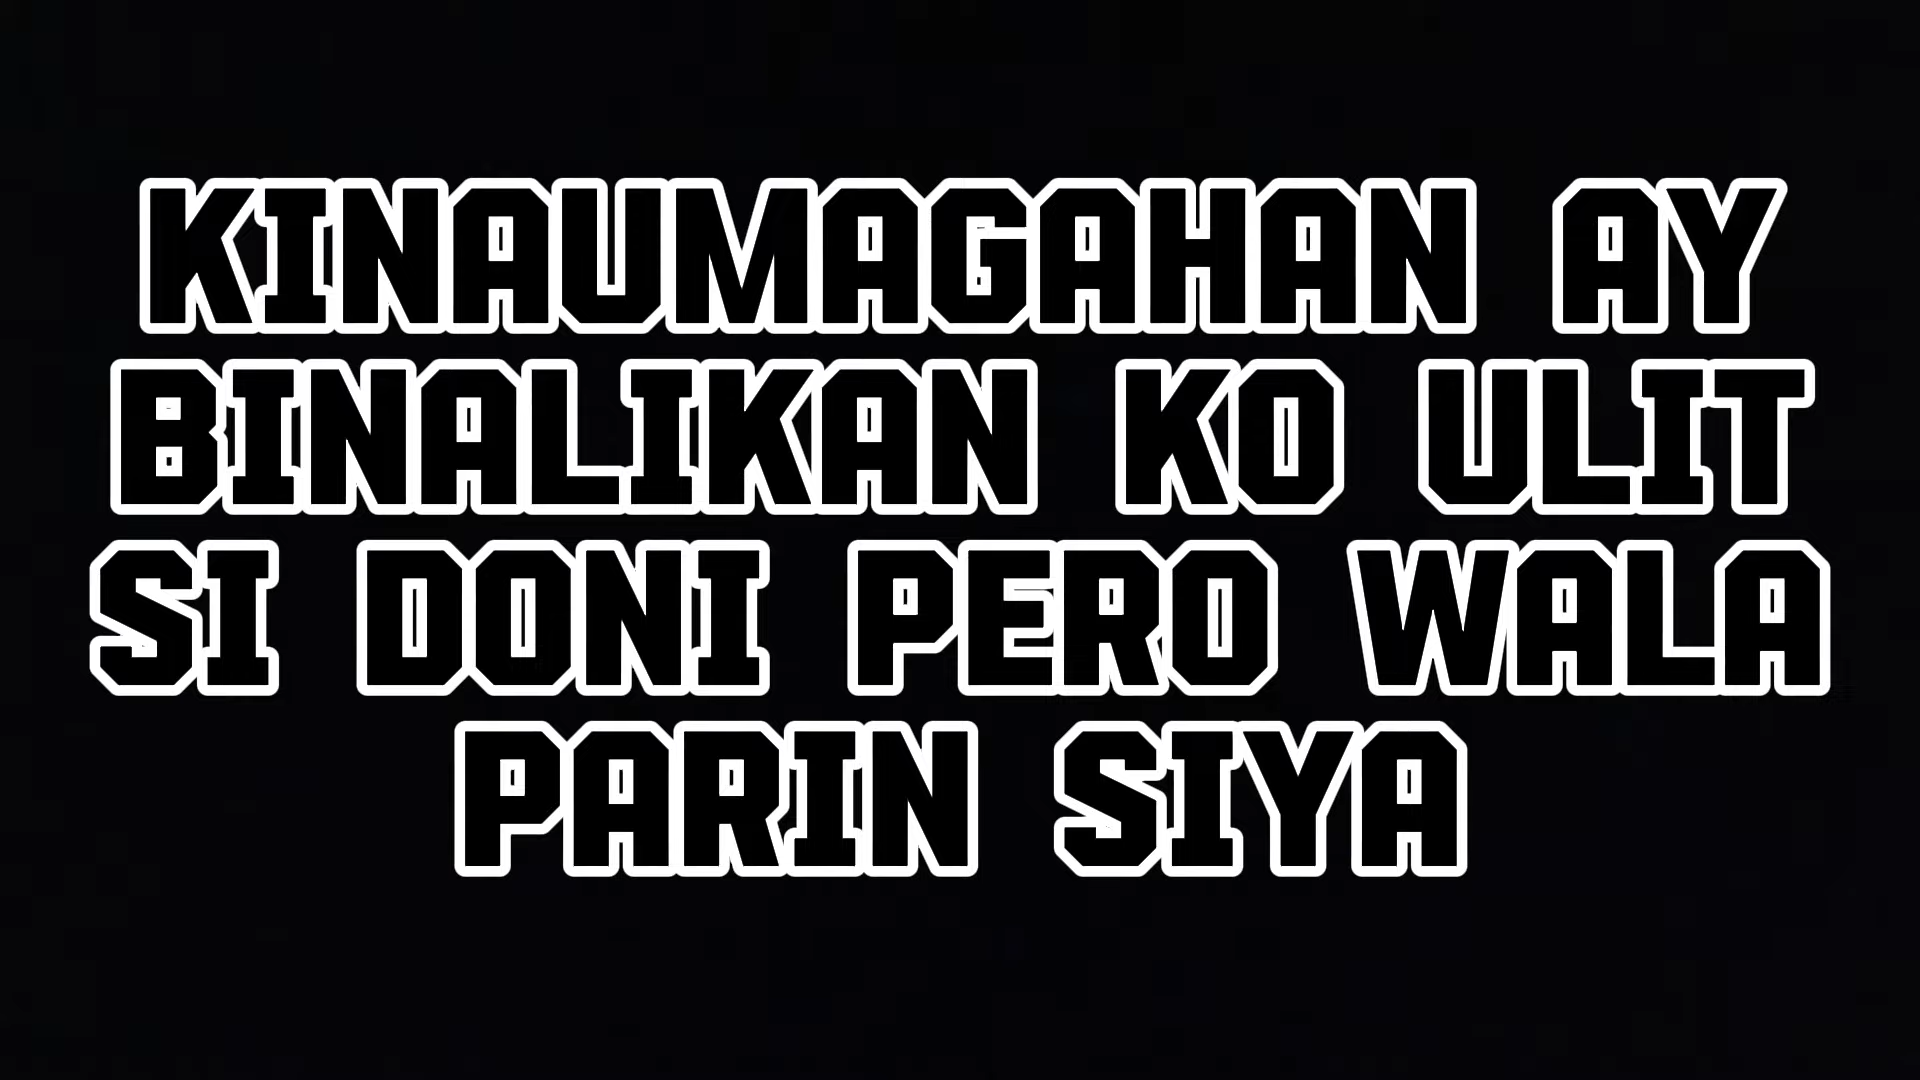 KINAUMAGAHAN AY
BINALIKAN KO ULIT
SI DONI PERO WALA
PARIN SIYA